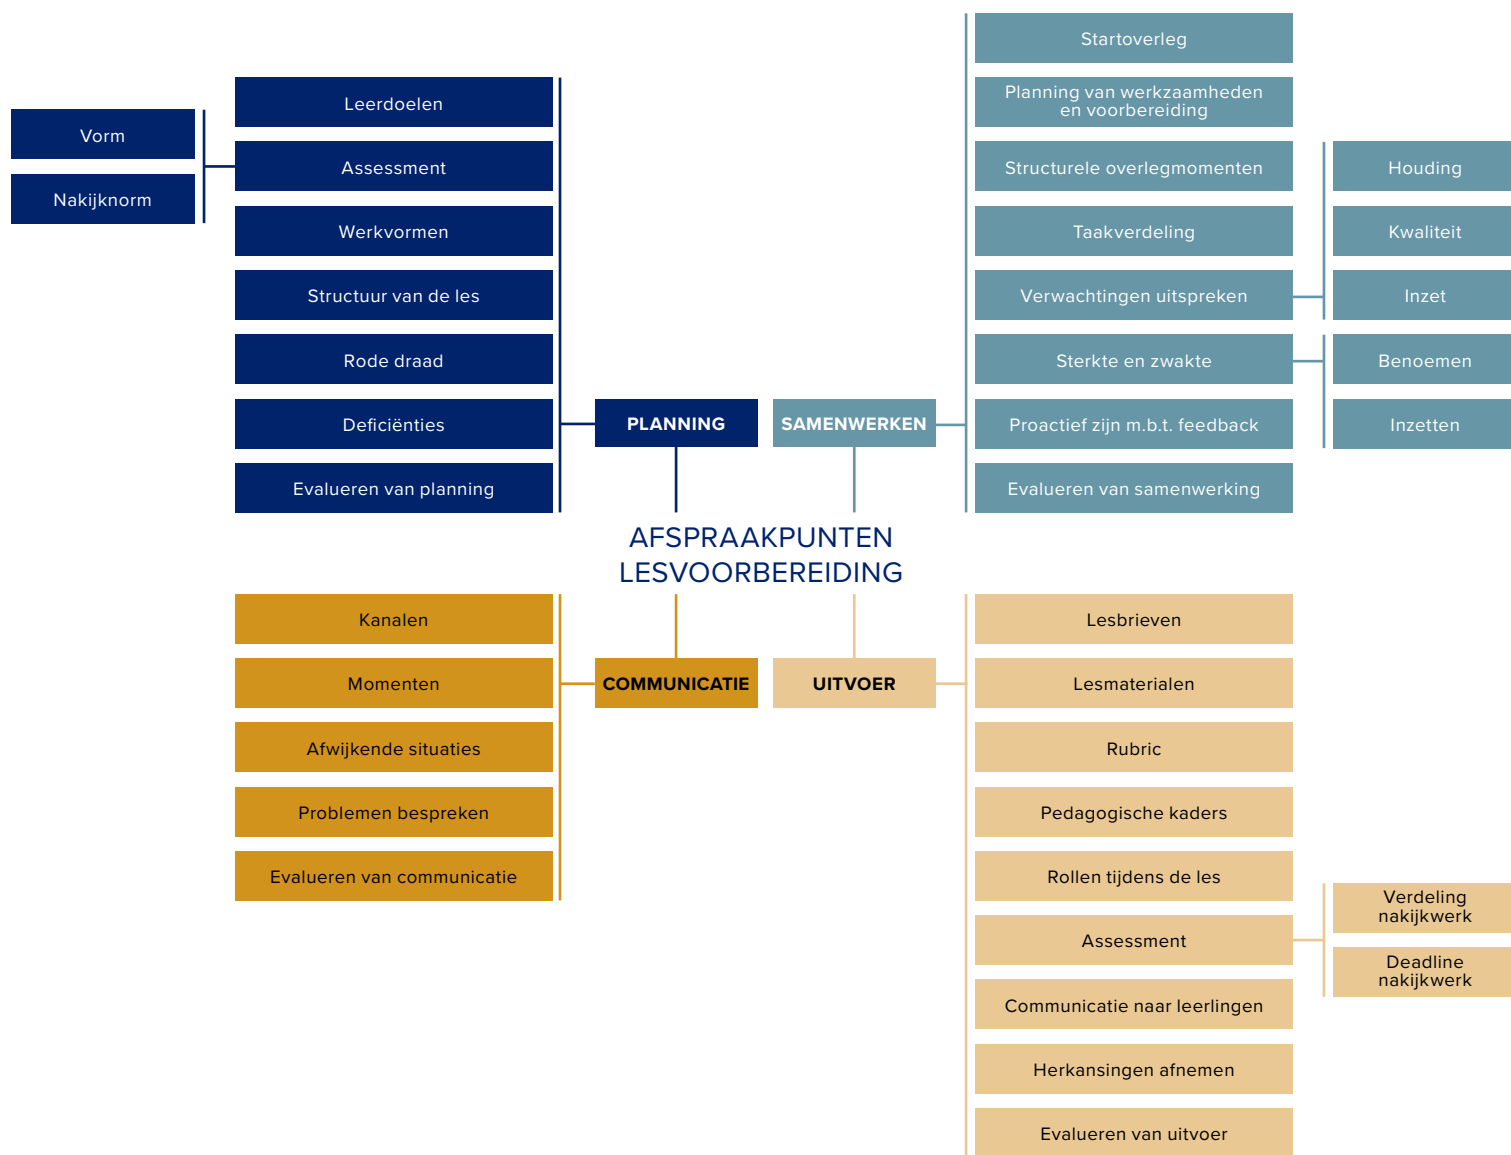 Vorm
Nakijknorm
Leerdoelen
Assessment
Werkvormen
Structuur van de les
Rode draad
Deficiënties
Evalueren van planning
PLANNING
SAMENWERKEN
Startoverleg
Planning van werkzaamheden
en voorbereiding
Structurele overlegmomenten
Taakverdeling
Verwachtingen uitspreken
Sterkte en zwakte
Proactief zijn m.b.t. feedback
Evalueren van samenwerking
Houding
Kwaliteit
Inzet
Benoemen
Inzetten
AFSPRAAKPUNTEN
LESVOORBEREIDING
Kanalen
Momenten
Afwijkende situaties
Problemen bespreken
Evalueren van communicatie
COMMUNICATIE
UITVOER
Lesbrieven
Lesmaterialen
Rubric
Pedagogische kaders
Rollen tijdens de les
Assessment
Communicatie naar leerlingen
Herkansingen afnemen
Evalueren van uitvoer
Verdeling
nakijkwerk
Deadline
nakijkwerk